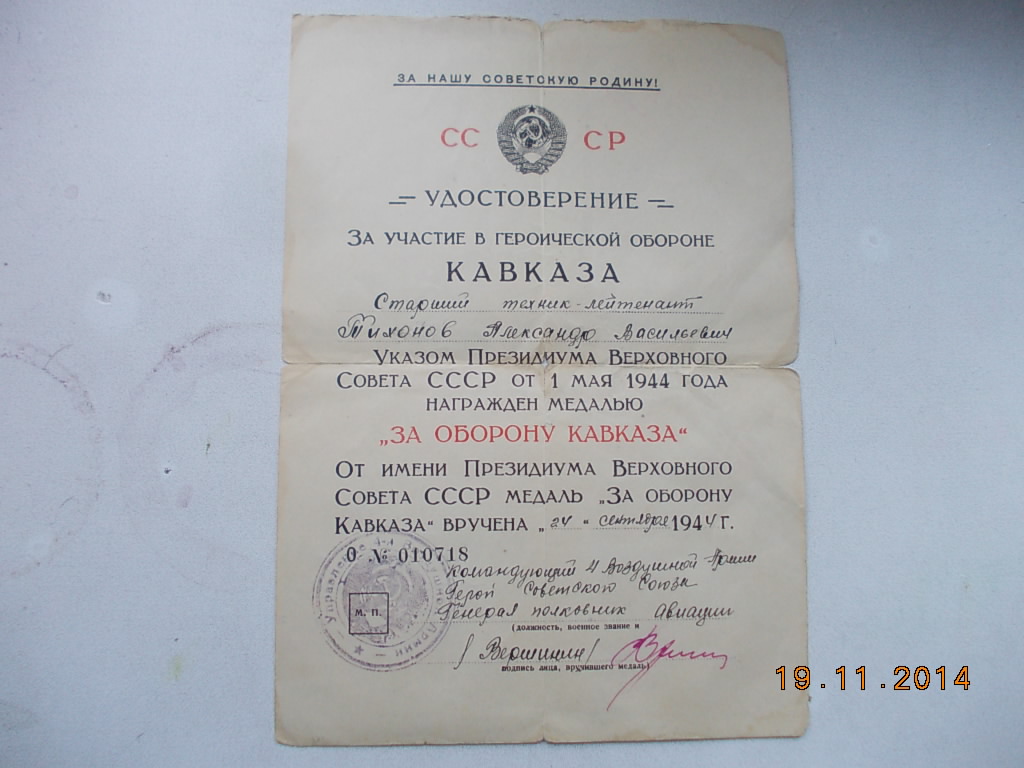 ЗА НАШУ СОВЕТСКУЮ РОДИНУ!
СС СР
УДОСТОВЕРЕНИЕ
ЗА УЧАСТИЕ В ГЕРОИЧЕСКОЙ ОБОРОНЕ
КАВКАЗА
Старший техник-лейтенант
Тихонов Александр Васильевич
УКАЗОМ ПРЕЗИДИУМА ВЕРХОВНОГО
СОВЕТА СССР ОТ 1 МАЯ 1944 ГОДА
НАГРАЖДЕН МЕДАЛЬЮ
„ЗА ОБОРОНУ КАВКАЗА“
ОТ ИМЕНИ ПРЕЗИДИУМА ВЕРХОВНОГО
СОВЕТА СССР МЕДАЛЬ „ЗА ОБОРОНУ
КАВКАЗА“ ВРУЧЕНА „24“ сентября 1944 г.
О № 010718
Командующий 4 Воздушной Армии
Герой Советского Союза
Генерал полковник авиации
(должность, военное звание и
М. П.
Управление Армии
/Вершинин/
подпись лица, вручившего медаль)
19.11.2014